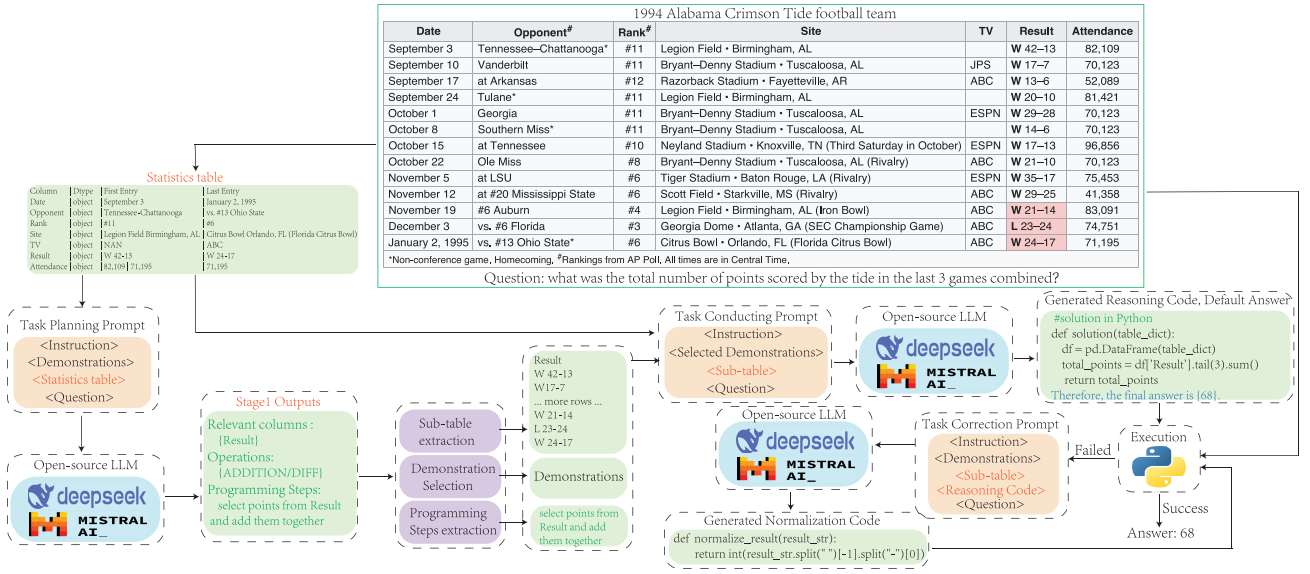 1994 Alabama Crimson Tide football team
Date Opponent# Rank# Site TV Result Attendance
September 3 Tennessee–Chattanooga* #11 Legion Field • Birmingham, AL W 42–13 82,109
September 10 Vanderbilt #11 Bryant–Denny Stadium • Tuscaloosa, AL JPS W 17–7 70,123
September 17 at Arkansas #12 Razorback Stadium • Fayetteville, AR ABC W 13–6 52,089
September 24 Tulane* #11 Legion Field • Birmingham, AL W 20–10 81,421
October 1 Georgia #11 Bryant–Denny Stadium • Tuscaloosa, AL ESPN W 29–28 70,123
October 8 Southern Miss* #11 Bryant–Denny Stadium • Tuscaloosa, AL W 14–6 70,123
October 15 at Tennessee #10 Neyland Stadium • Knoxville, TN (Third Saturday in October) ESPN W 17–13 96,856
October 22 Ole Miss #8 Bryant–Denny Stadium • Tuscaloosa, AL (Rivalry) ABC W 21–10 70,123
November 5 at LSU #6 Tiger Stadium • Baton Rouge, LA (Rivalry) ESPN W 35–17 75,453
November 12 at #20 Mississippi State #6 Scott Field • Starkville, MS (Rivalry) ABC W 29–25 41,358
November 19 #6 Auburn #4 Legion Field • Birmingham, AL (Iron Bowl) ABC W 21–14 83,091
December 3 vs. #6 Florida #3 Georgia Dome • Atlanta, GA (SEC Championship Game) ABC L 23–24 74,751
January 2, 1995 vs. #13 Ohio State* #6 Citrus Bowl • Orlando, FL (Florida Citrus Bowl) ABC W 24–17 71,195
*Non-conference game, Homecoming, #Rankings from AP Poll, All times are in Central Time,
Question: what was the total number of points scored by the tide in the last 3 games combined?
Statistics table
Column Dtype First Entry Last Entry
Date object September 3 January 2, 1995
Opponent object Tennessee-Chattanooga vs. #13 Ohio State
Rank object #11 #6
Site object Legion Field Birmingham, AL Citrus Bowl Orlando, FL (Florida Citrus Bowl)
TV object NAN ABC
Result object W 42-13 W 24-17
Attendance object 82,109 71,195 71,195
Task Planning Prompt
<Instruction>
<Demonstrations>
<Statistics table>
<Question>
Open-source LLM
deepseek
MISTRAL
AI_
Stage1 Outputs
Relevant columns :
{Result}
Operations:
{ADDITION/DIFF}
Programming Steps:
select points from Result
and add them together
Sub-table
extraction
Demonstration
Selection
Programming
Steps extraction
Result
W 42-13
W17-7
... more rows ...
W 21-14
L 23-24
W 24-17
Demonstrations
select points from
Result and add
them together
Task Conducting Prompt
<Instruction>
<Selected Demonstrations>
<Sub-table>
<Question>
Open-source LLM
deepseek
MISTRAL
AI_
Generated Reasoning Code, Default Answer
#solution in Python
def solution(table_dict):
df = pd.DataFrame(table_dict)
total_points = df['Result'].tail(3).sum()
return total_points
Therefore, the final answer is {68}.
Execution
Failed
Success
Answer: 68
Task Correction Prompt
<Instruction>
<Demonstrations>
<Sub-table>
<Reasoning Code>
<Question>
Open-source LLM
deepseek
MISTRAL
AI_
Generated Normalization Code
def normalize_result(result_str):
return int(result_str.split(" ")[-1].split("-")[0])